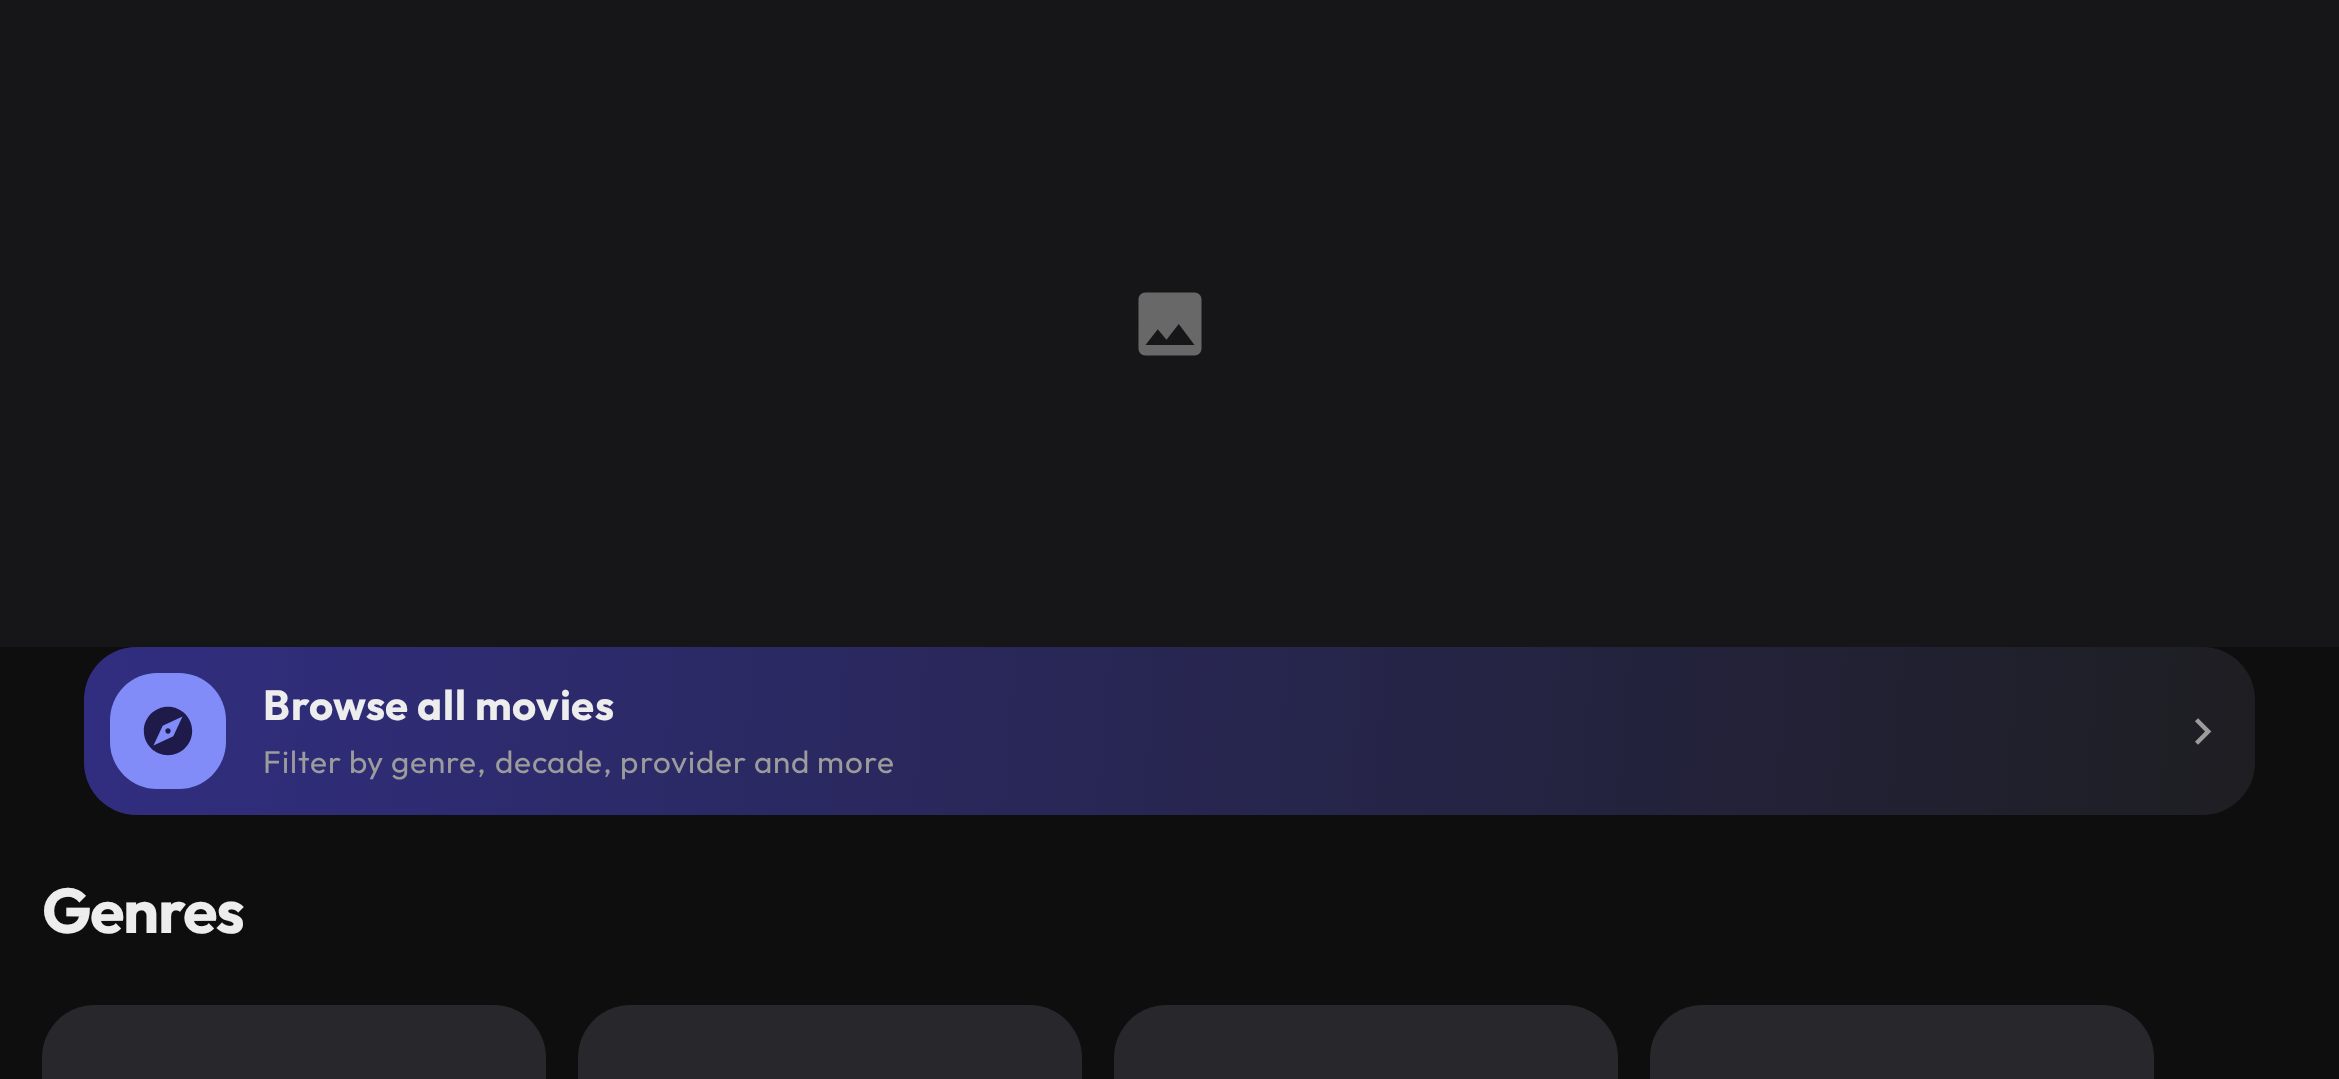 Browse all movies
Filter by genre, decade, provider and more
Genres